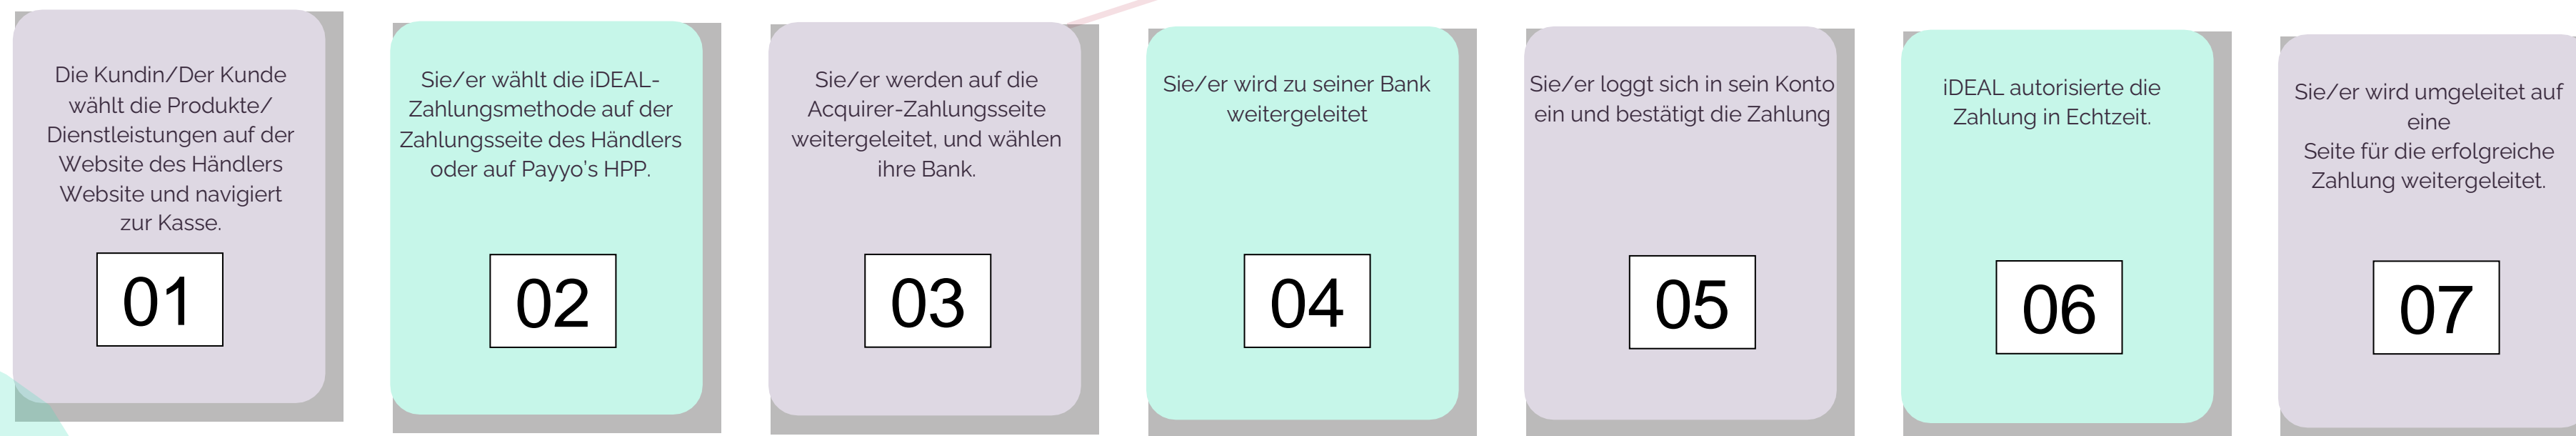 Die Kundin/Der Kunde
wählt die Produkte/
Dienstleistungen auf der
Website des Händlers
Website und navigiert
zur Kasse.
01
Sie/er wählt die iDEAL-
Zahlungsmethode auf der
Zahlungsseite des Händlers
oder auf Payyo's HPP.
02
Sie/er werden auf die
Acquirer-Zahlungsseite
weitergeleitet, und wählen
ihre Bank.
03
Sie/er wird zu seiner Bank
weitergeleitet
04
Sie/er loggt sich in sein Konto
ein und bestätigt die Zahlung
05
iDEAL autorisierte die
Zahlung in Echtzeit.
06
Sie/er wird umgeleitet auf
eine
Seite für die erfolgreiche
Zahlung weitergeleitet.
07